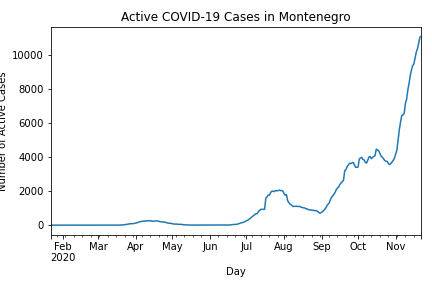 Active COVID-19 Cases in Montenegro
Number of Active Cases
10000
8000
6000
4000
2000
0
Feb Mar Apr May Jun Jul Aug Sep Oct Nov
2020
Day